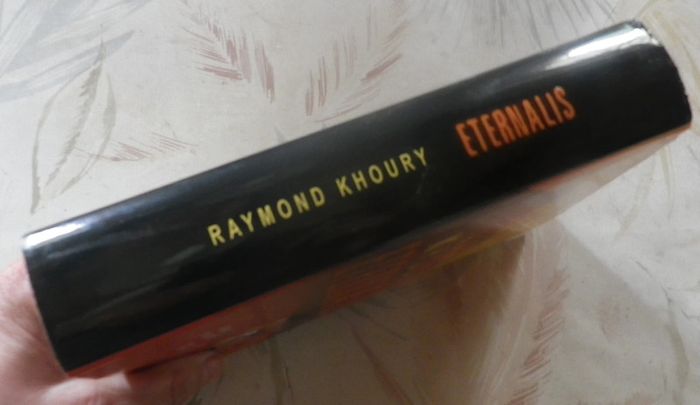 RAYMOND KHOURY ETERNALIS